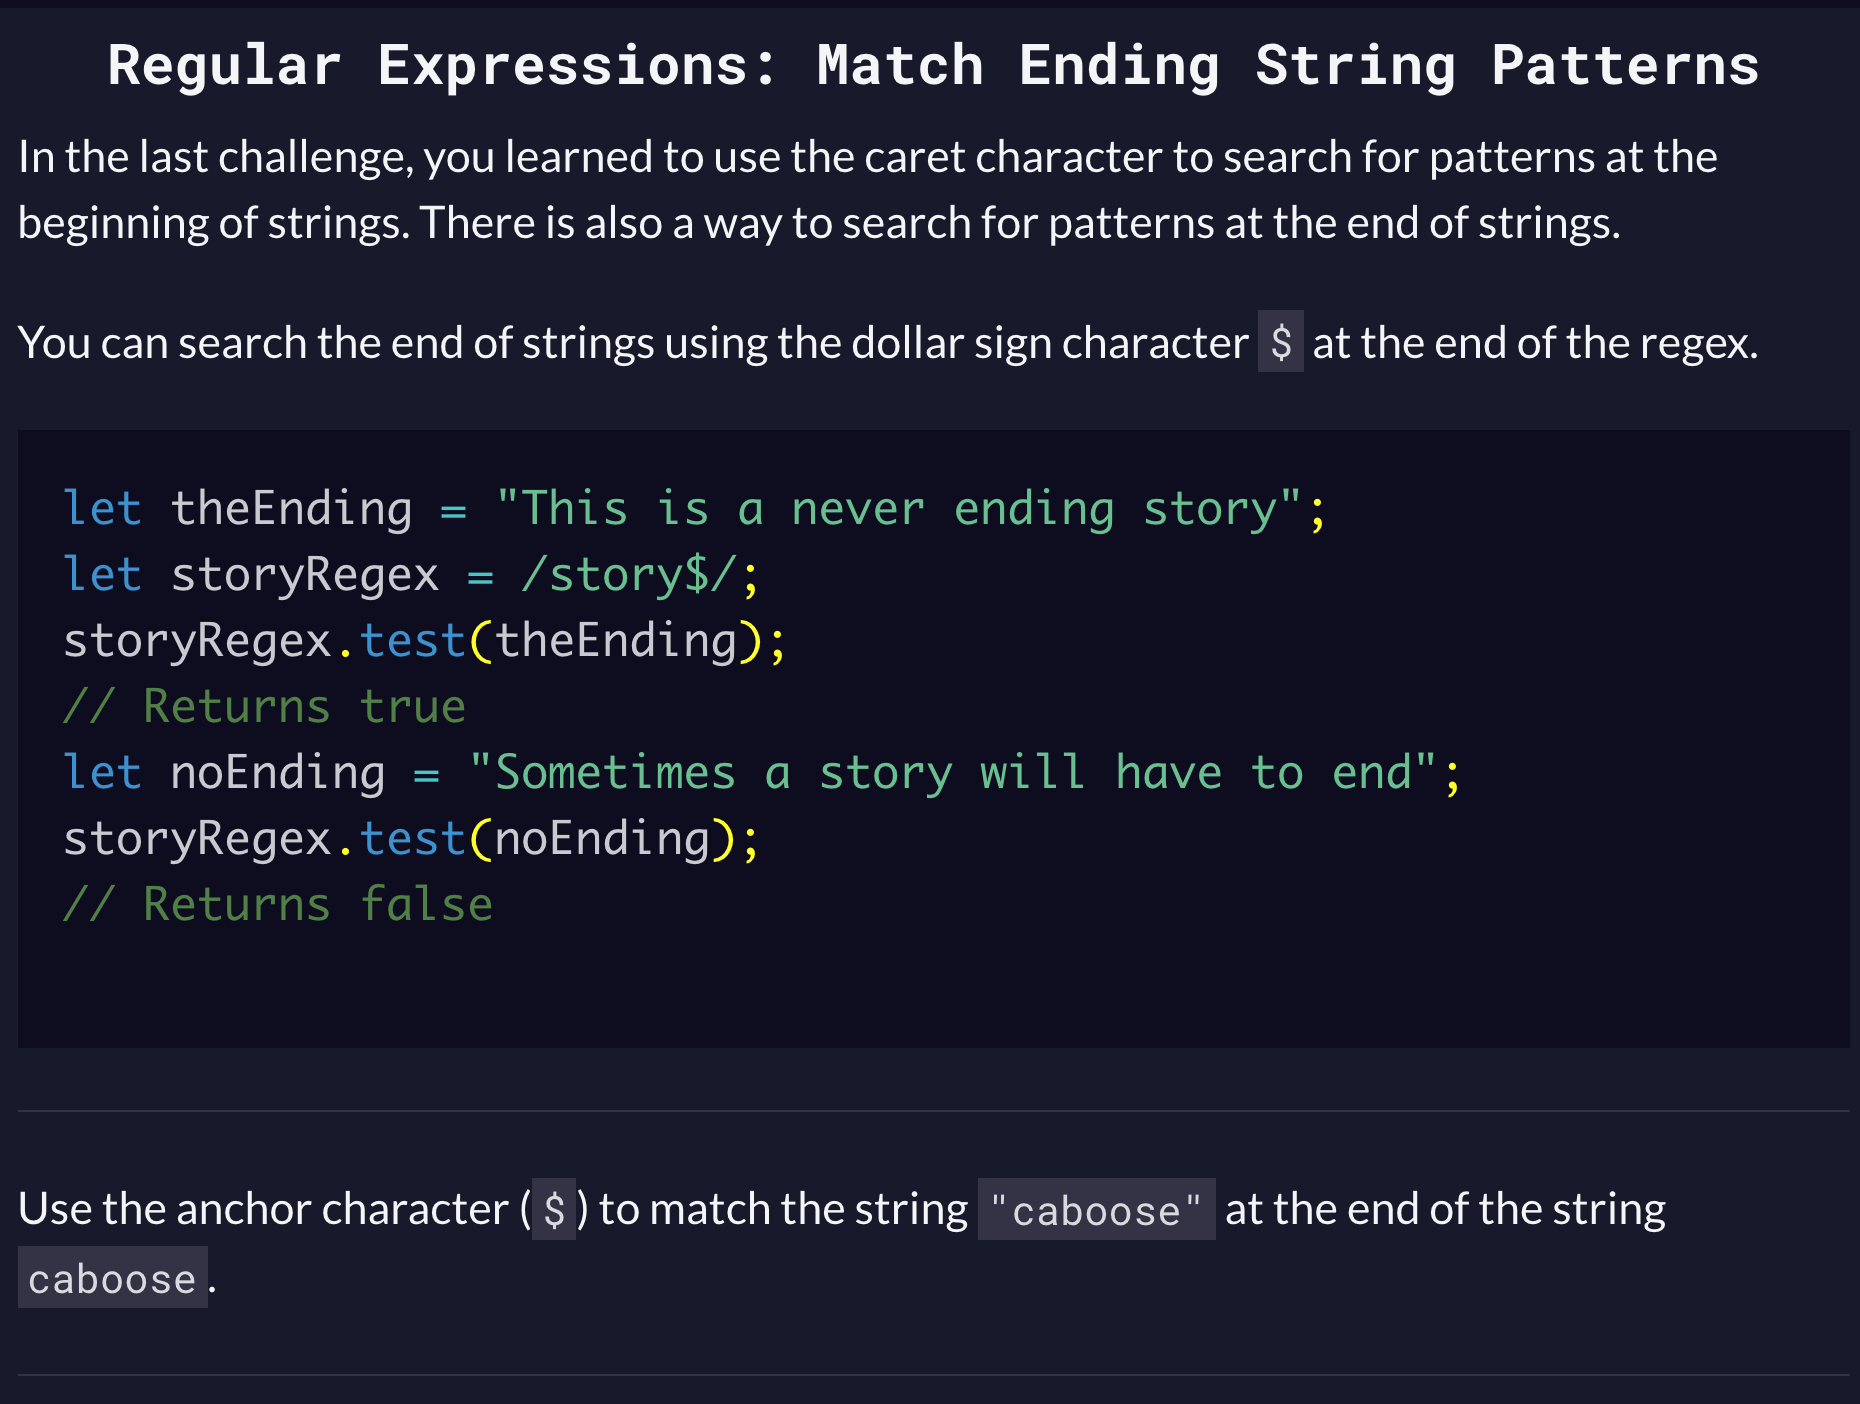 Regular Expressions: Match Ending String Patterns
In the last challenge, you learned to use the caret character to search for patterns at the
beginning of strings. There is also a way to search for patterns at the end of strings.
You can search the end of strings using the dollar sign character $ at the end of the regex.
let theEnding = "This is a never ending story";
let storyRegex = /story$/;
storyRegex.test(theEnding);
// Returns true
let noEnding = "Sometimes a story will have to end";
storyRegex.test(noEnding);
// Returns false
Use the anchor character ($) to match the string "caboose" at the end of the string
caboose.